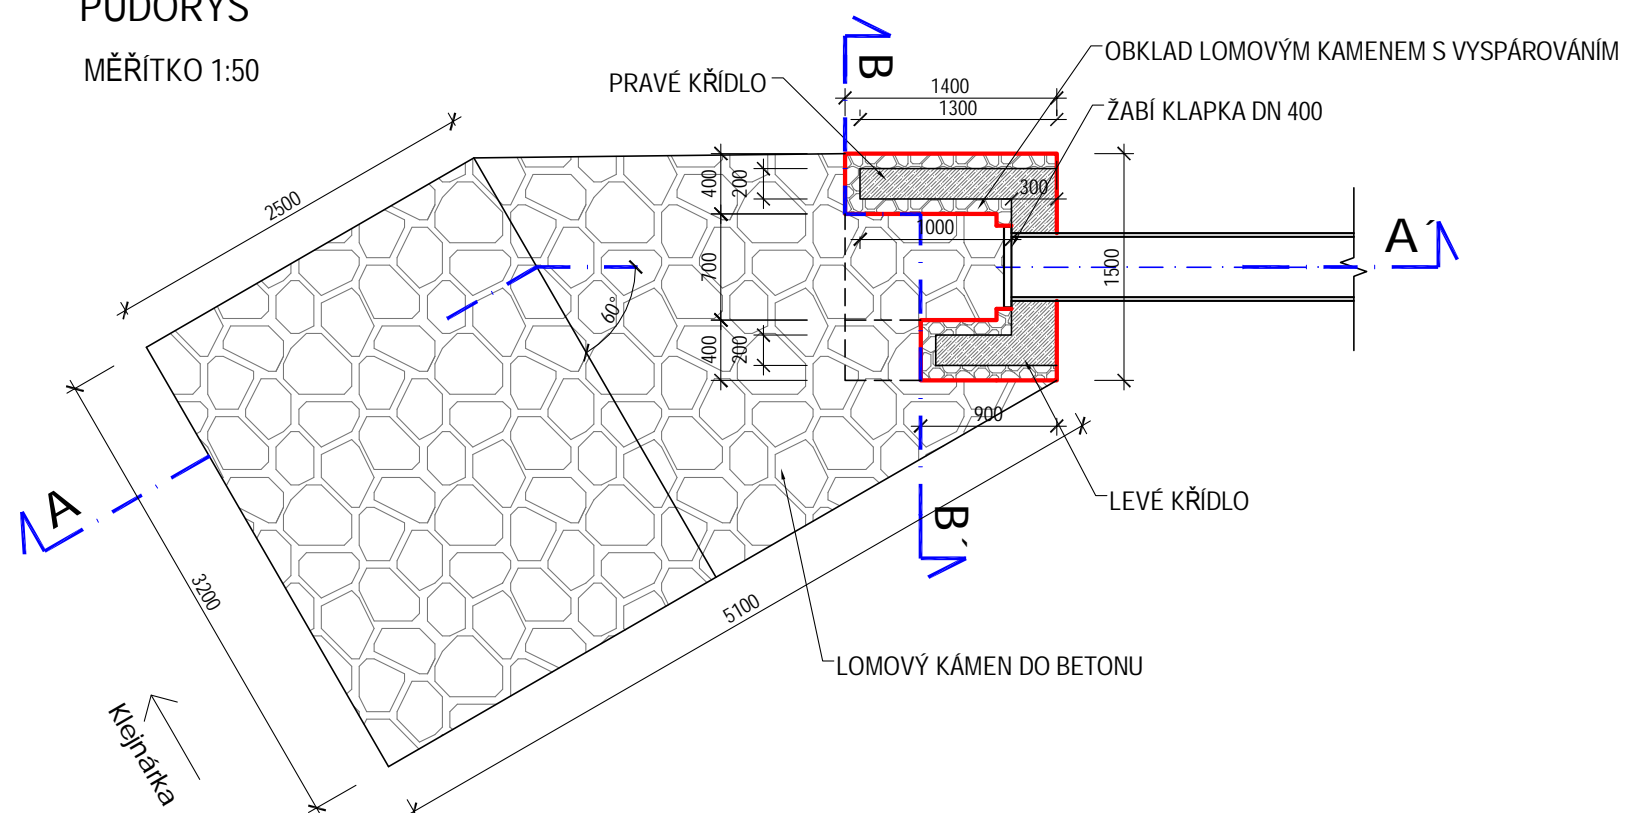 PŮDORYS
MĚŘÍTKO 1:50
PRAVÉ KŘÍDLO
OBKLAD LOMOVÝM KAMENEM S VYSPÁROVÁNÍM
ŽABÍ KLAPKA DN 400
B
1400
1300
2500
400
200
300
1000
700
1500
A´
60°
400
200
900
LEVÉ KŘÍDLO
A
B´
3200
5100
LOMOVÝ KÁMEN DO BETONU
Klejnárka